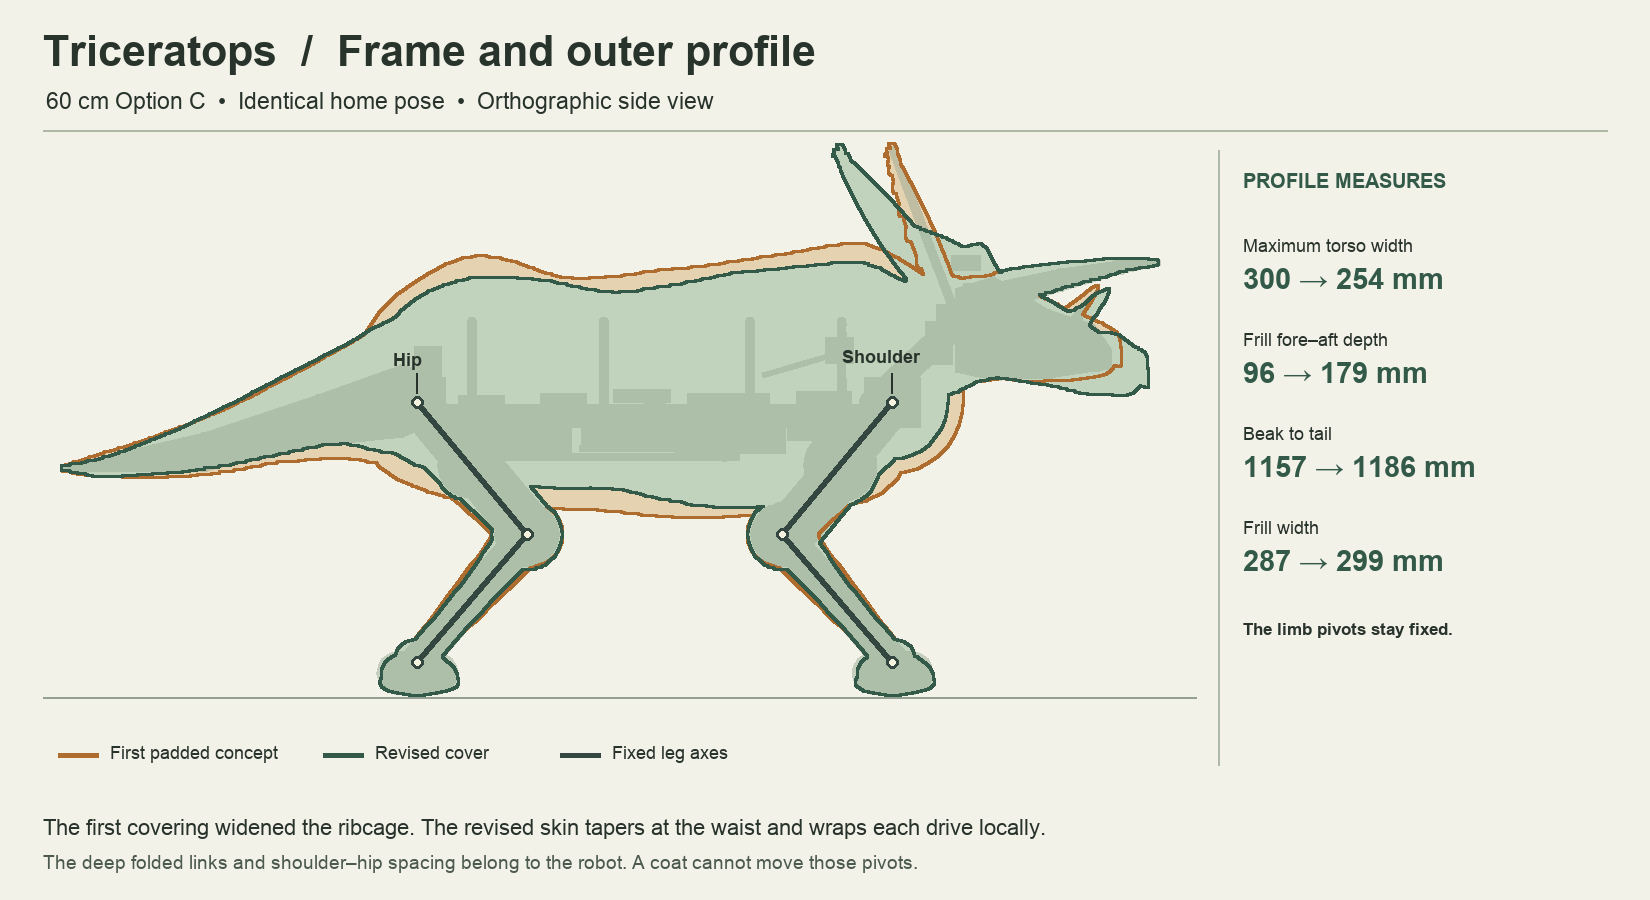 Triceratops / Frame and outer profile
60 cm Option C • Identical home pose • Orthographic side view
Hip
Shoulder
PROFILE MEASURES
Maximum torso width
300 → 254 mm
Frill fore–aft depth
96 → 179 mm
Beak to tail
1157 → 1186 mm
Frill width
287 → 299 mm
The limb pivots stay fixed.
First padded concept
Revised cover
Fixed leg axes
The first covering widened the ribcage. The revised skin tapers at the waist and wraps each drive locally.
The deep folded links and shoulder–hip spacing belong to the robot. A coat cannot move those pivots.